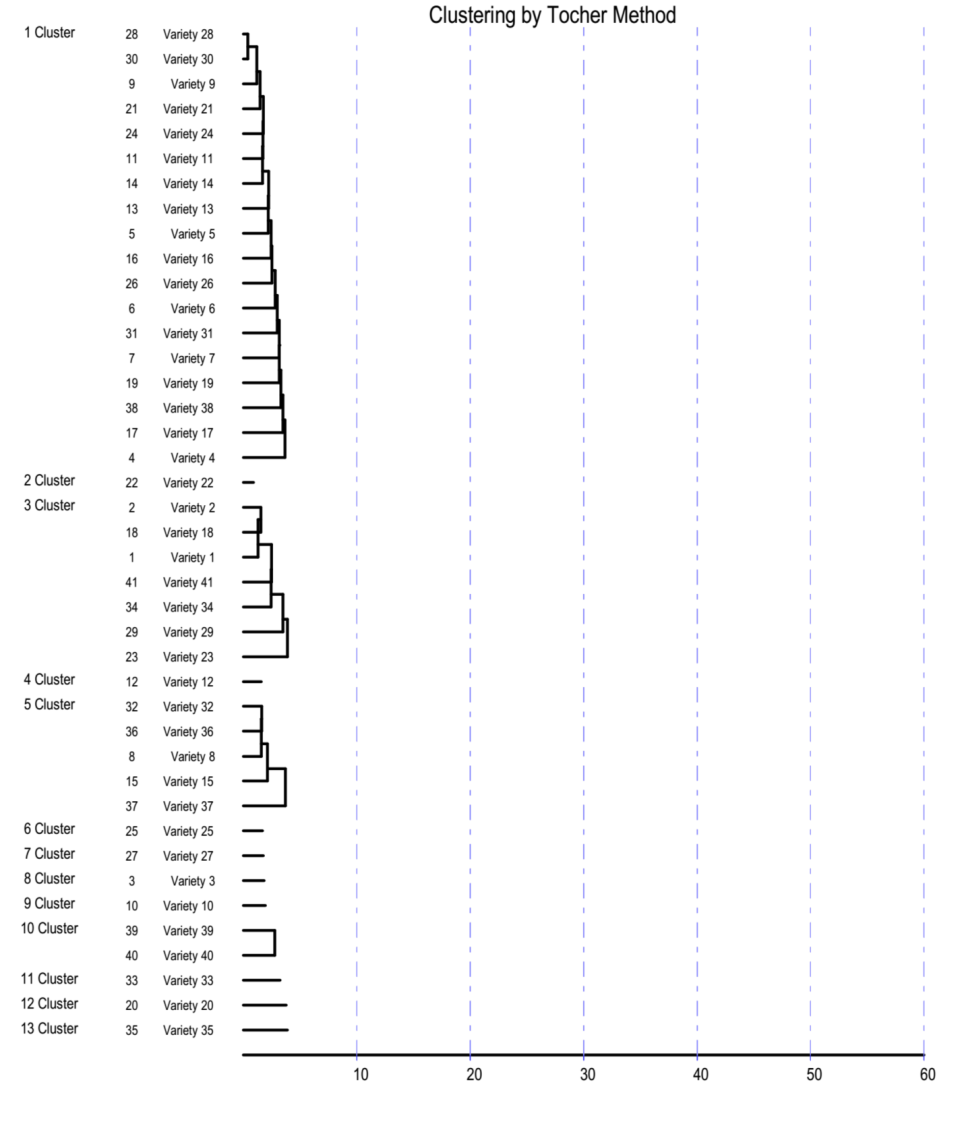 Clustering by Tocher Method
1 Cluster 28 Variety 28
30 Variety 30
9 Variety 9
21 Variety 21
24 Variety 24
11 Variety 11
14 Variety 14
13 Variety 13
5 Variety 5
16 Variety 16
26 Variety 26
6 Variety 6
31 Variety 31
7 Variety 7
19 Variety 19
38 Variety 38
17 Variety 17
4 Variety 4
2 Cluster 22 Variety 22
3 Cluster 2 Variety 2
18 Variety 18
1 Variety 1
41 Variety 41
34 Variety 34
29 Variety 29
23 Variety 23
4 Cluster 12 Variety 12
5 Cluster 32 Variety 32
36 Variety 36
8 Variety 8
15 Variety 15
37 Variety 37
6 Cluster 25 Variety 25
7 Cluster 27 Variety 27
8 Cluster 3 Variety 3
9 Cluster 10 Variety 10
10 Cluster 39 Variety 39
40 Variety 40
11 Cluster 33 Variety 33
12 Cluster 20 Variety 20
13 Cluster 35 Variety 35
10 20 30 40 50 60